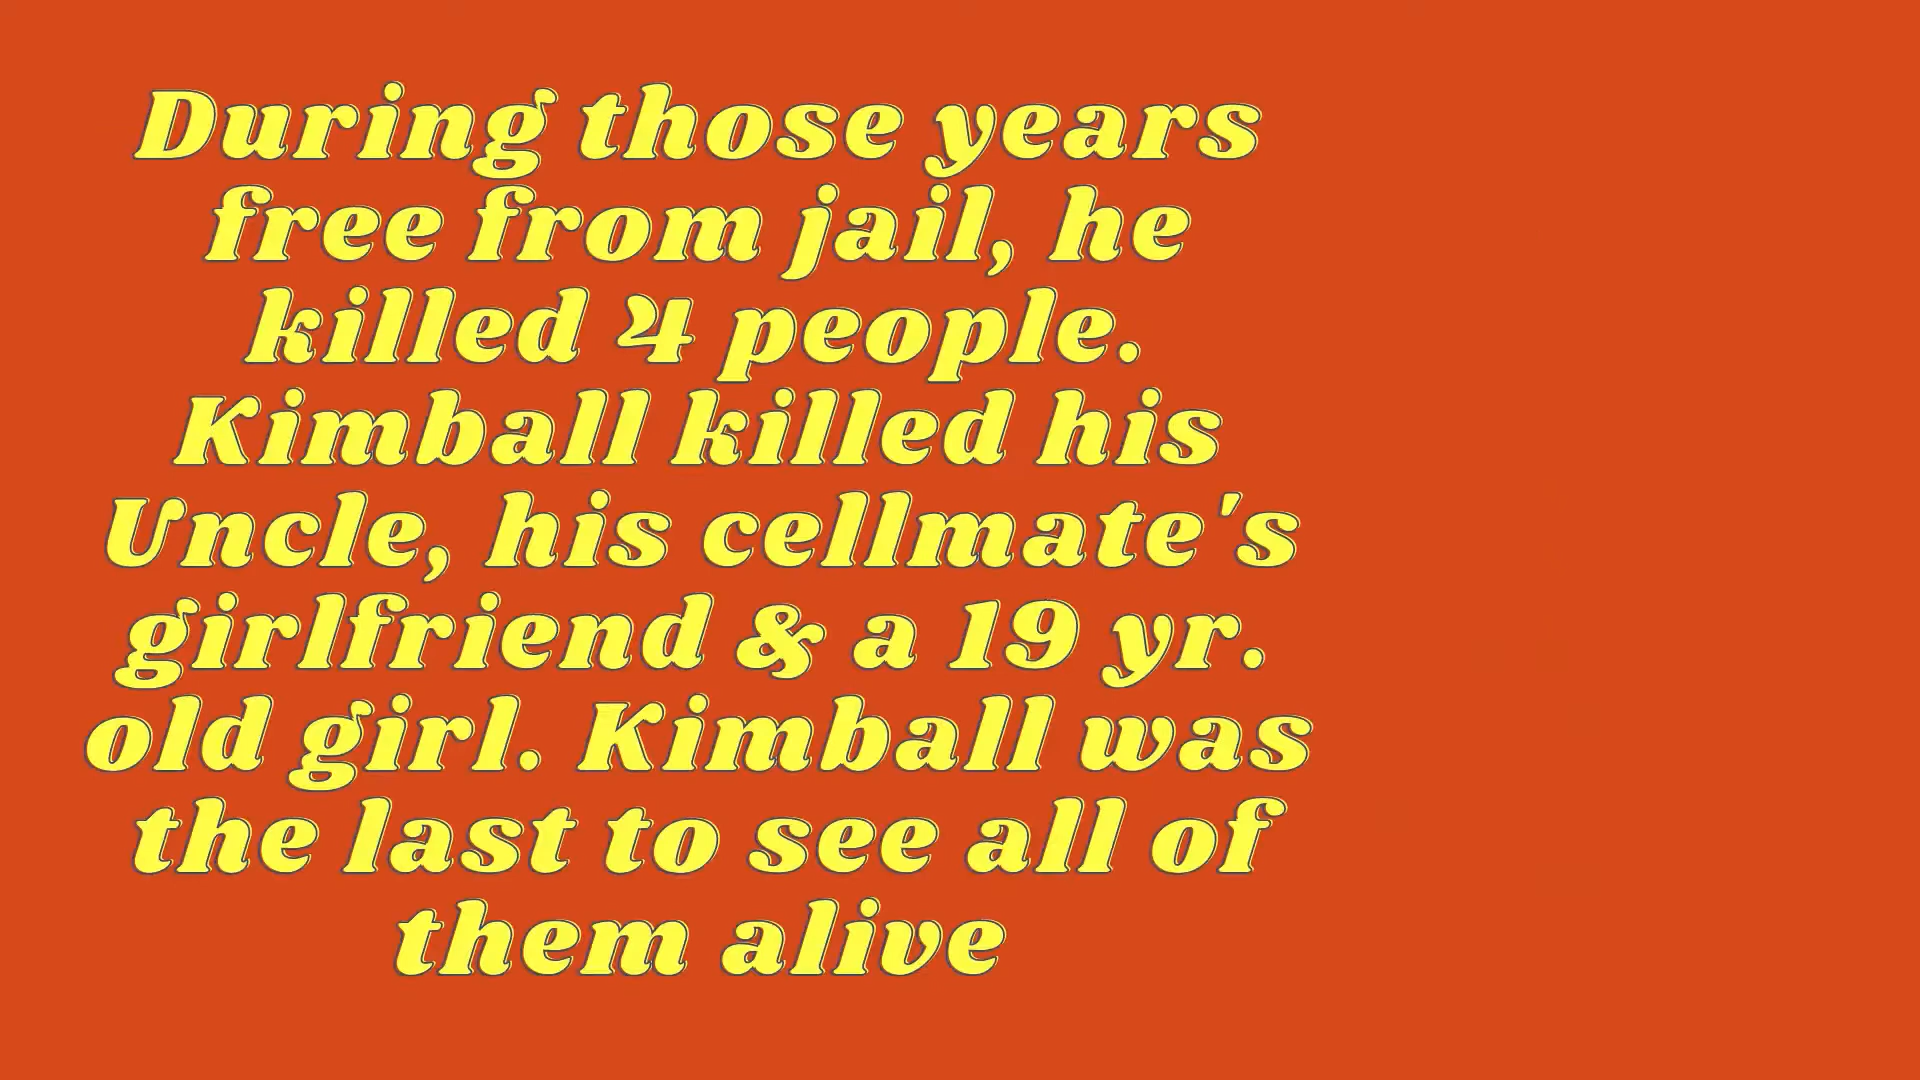 During those years
free from jail, he
killed 4 people.
Kimball killed his
Uncle, his cellmate's
girlfriend & a 19 yr.
old girl. Kimball was
the last to see all of
them alive